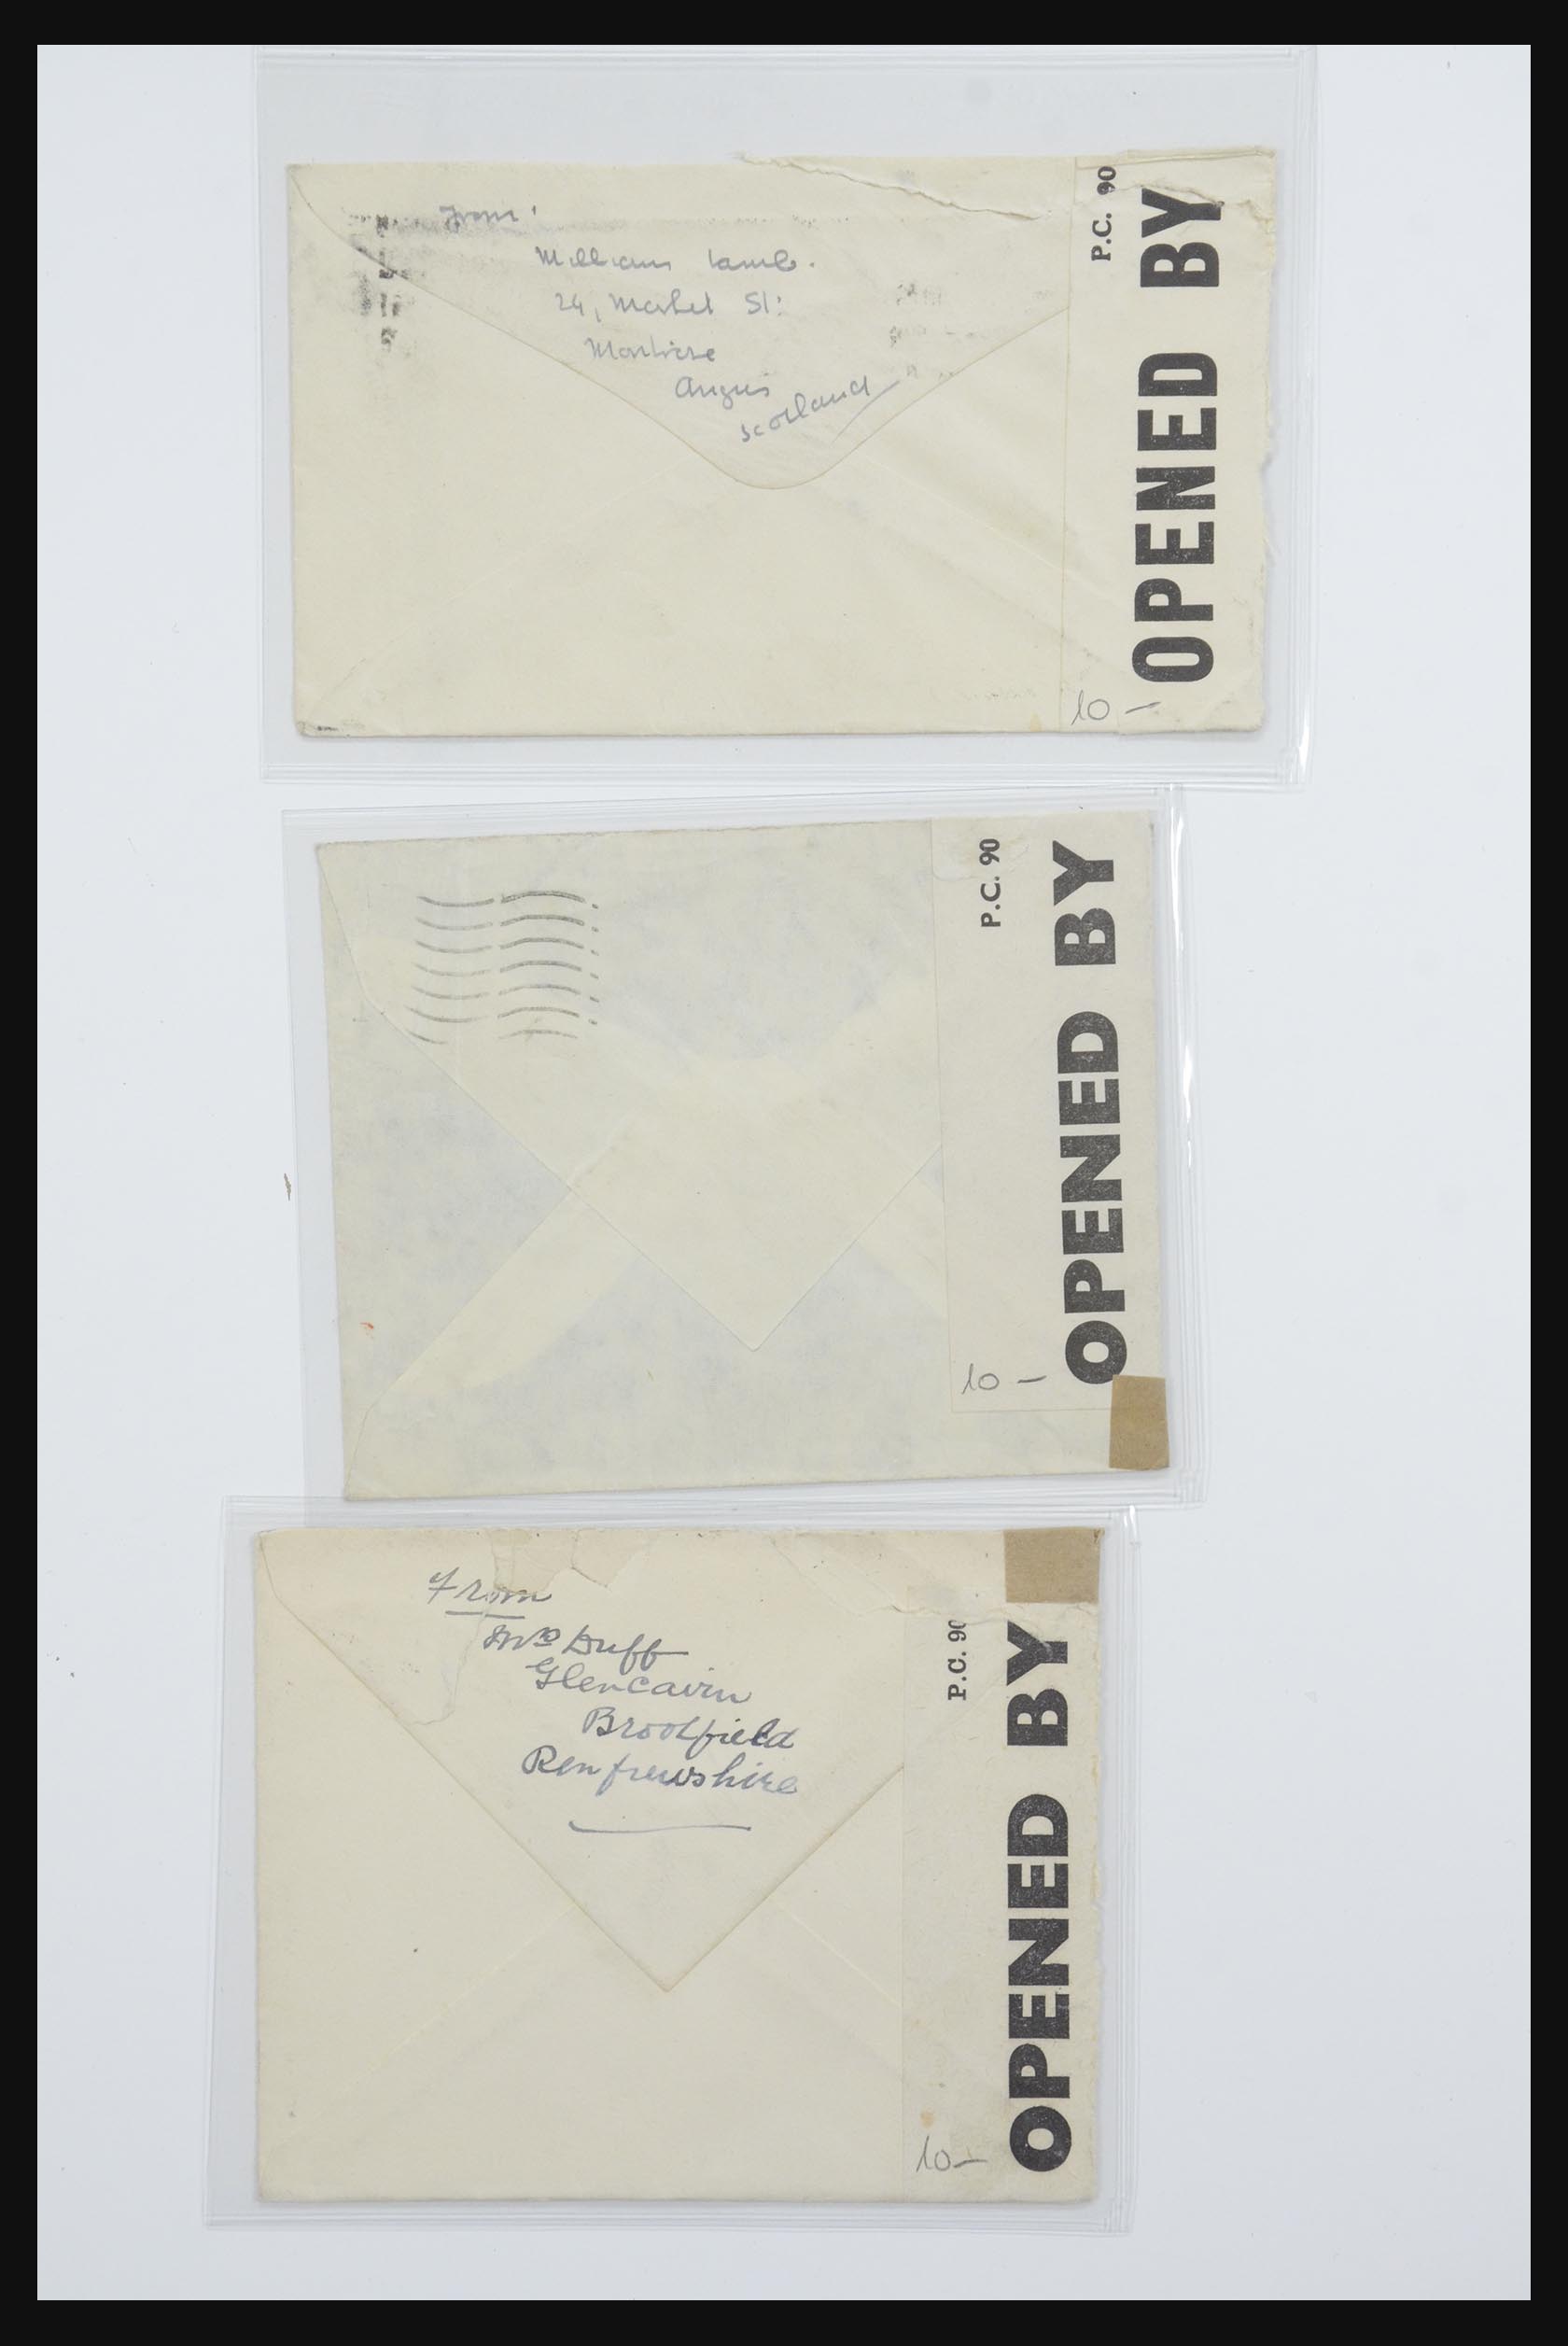 From:
William Lamb.
24, Market St:
Montrose
Angus
Scotland
P.C. 90
OPENED BY
10 -
P.C. 90
OPENED BY
10 -
From
Duff
Glencairn
Brookfield
Renfrewshire
P.C. 90
OPENED BY
10-